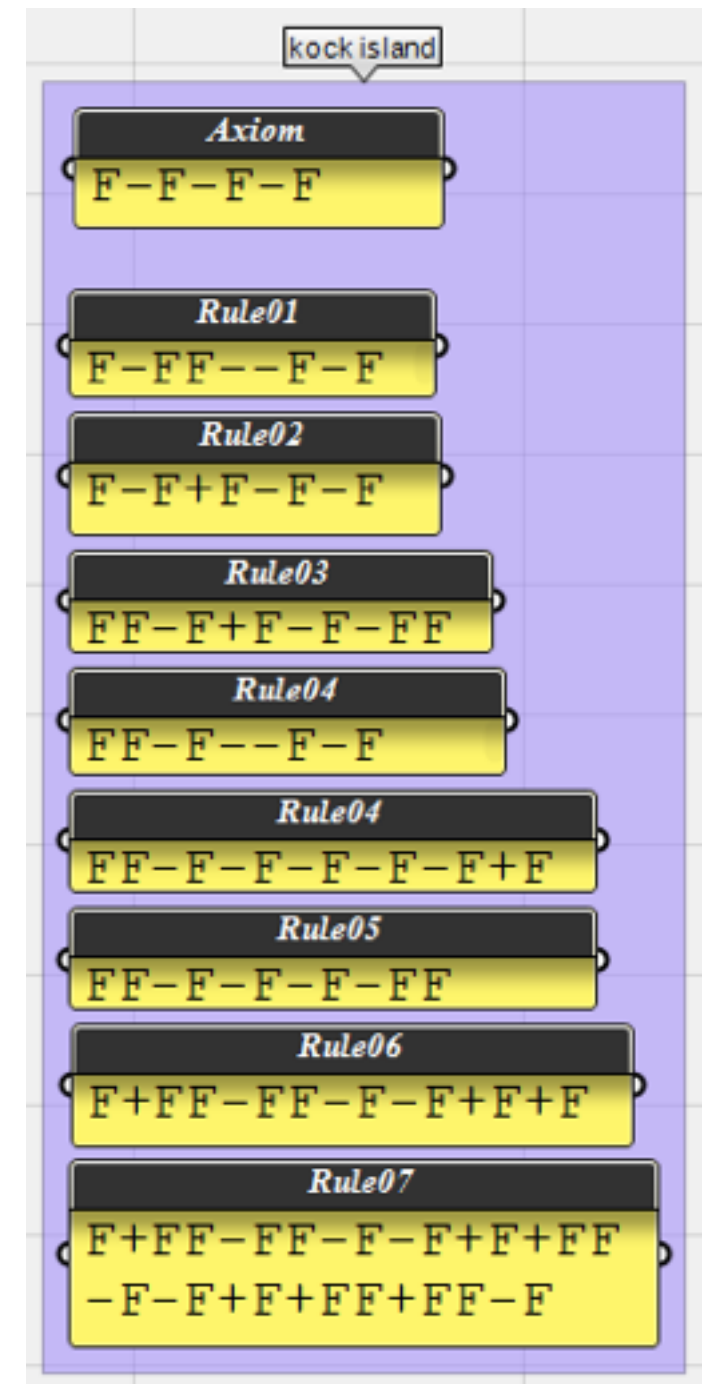 kock island
Axiom
F-F-F-F
Rule01
F-FF--F-F
Rule02
F-F+F-F-F
Rule03
FF-F+F-F-FF
Rule04
FF-F--F-F
Rule04
FF-F-F-F-F-F+F
Rule05
FF-F-F-F-FF
Rule06
F+FF-FF-F-F+F+F
Rule07
F+FF-FF-F-F+F+FF
-F-F+F+FF+FF-F